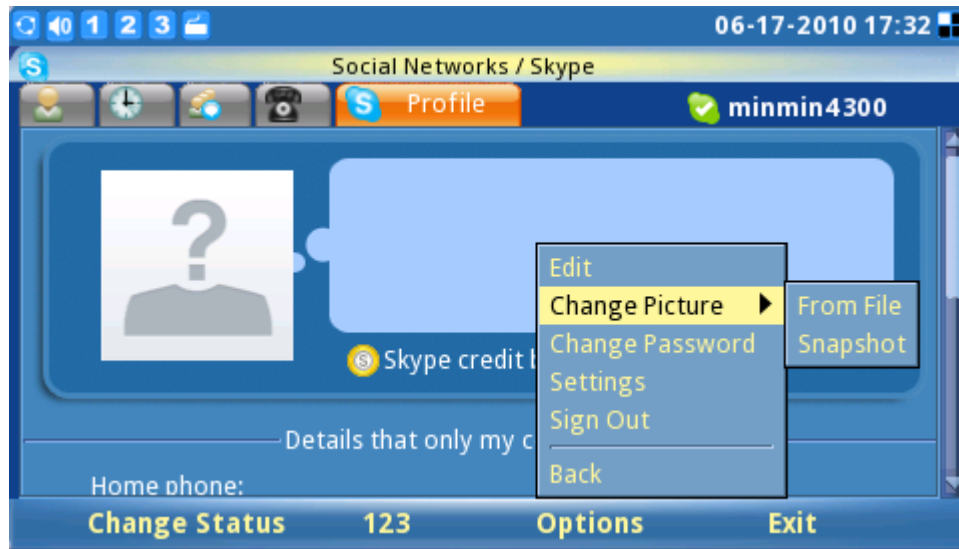 1 2 3 06-17-2010 17:32
Social Networks / Skype
Profile minmin4300
Edit
Change Picture
From File
Change Password
Snapshot
Skype credit
Settings
Sign Out
Details that only my
Back
Home phone:
Change Status 123 Options Exit